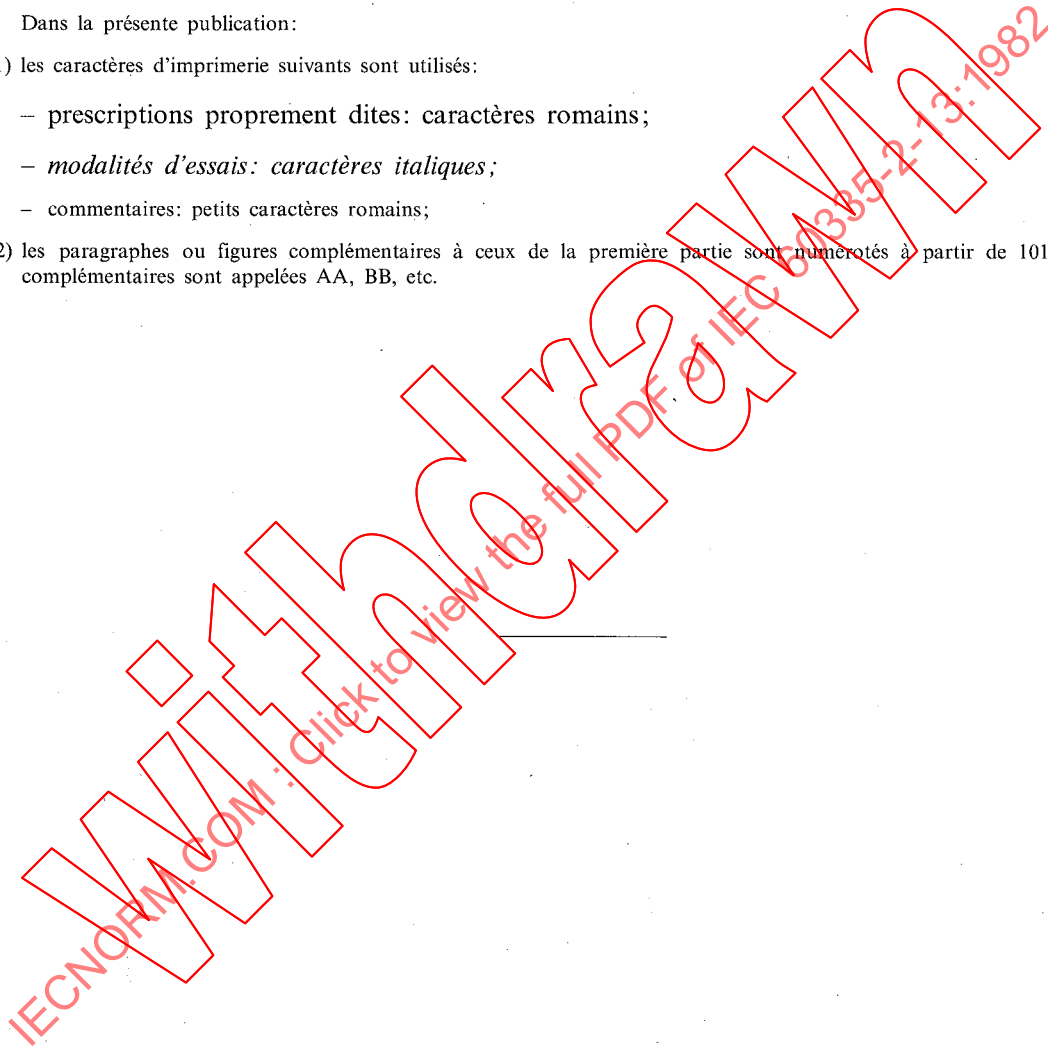 Dans la présente publication:
) les caractères d'imprimerie suivants sont utilisés:
– prescriptions proprement dites: caractères romains;
– modalités d'essais: caractères italiques;
– commentaires: petits caractères romains;
2) les paragraphes ou figures complémentaires à ceux de la première partie sont numérotés à partir de 101
complémentaires sont appelées AA, BB, etc.
withdrawn
IECNORM.COM : Click to view the full PDF of IEC 60335-2-13:1982